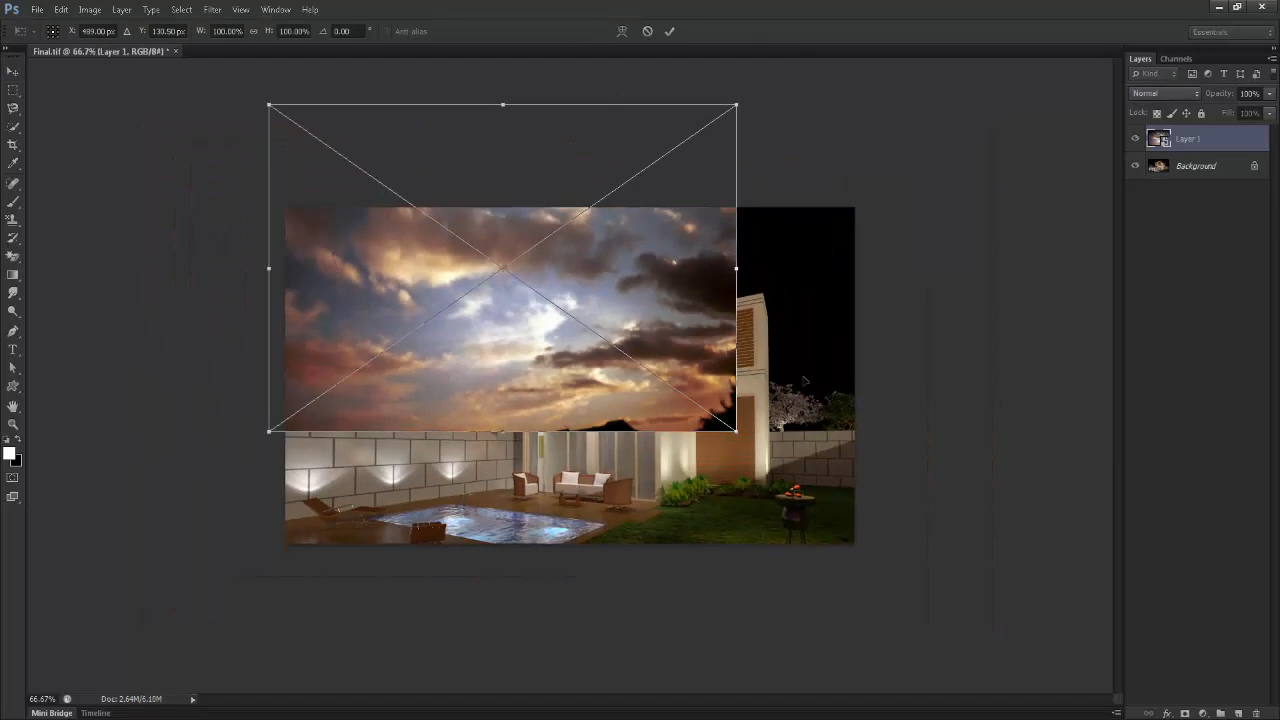 Ps File Edit Image Layer Type Select Filter View Window Help
X: 489.00 px Y: 130.50 px W: 100.00% H: 100.00% 0.00 ° Anti-alias Essentials
Final.tif @ 66.7% (Layer 1, RGB/8#) * ×
Layers Channels
Kind
Normal Opacity: 100%
Lock: Fill: 100%
Layer 1
Background
66.67% Doc: 2.64M/6.10M
Mini Bridge Timeline